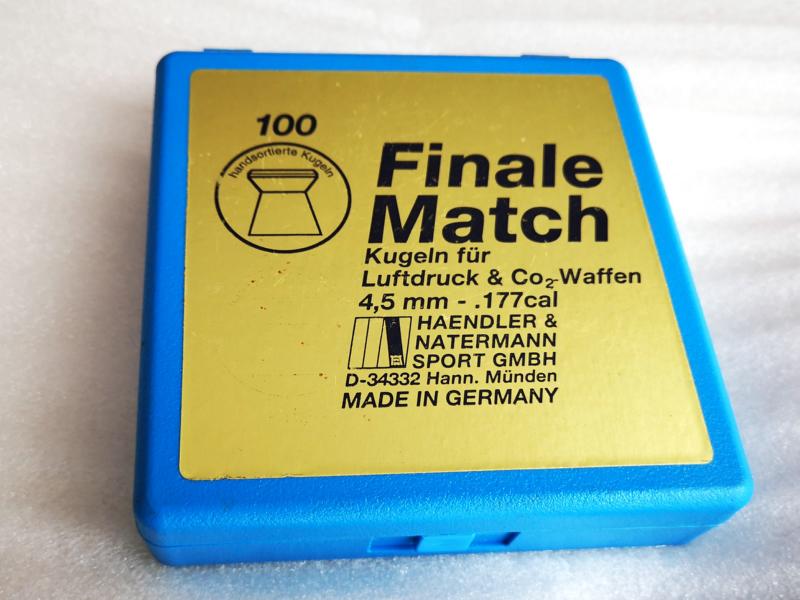 100
handsortierte Kugeln
Finale
Match
Kugeln für
Luftdruck & Co₂-Waffen
4,5 mm - .177cal
HAENDLER &
NATERMANN
SPORT GMBH
D-34332 Hann. Münden
MADE IN GERMANY